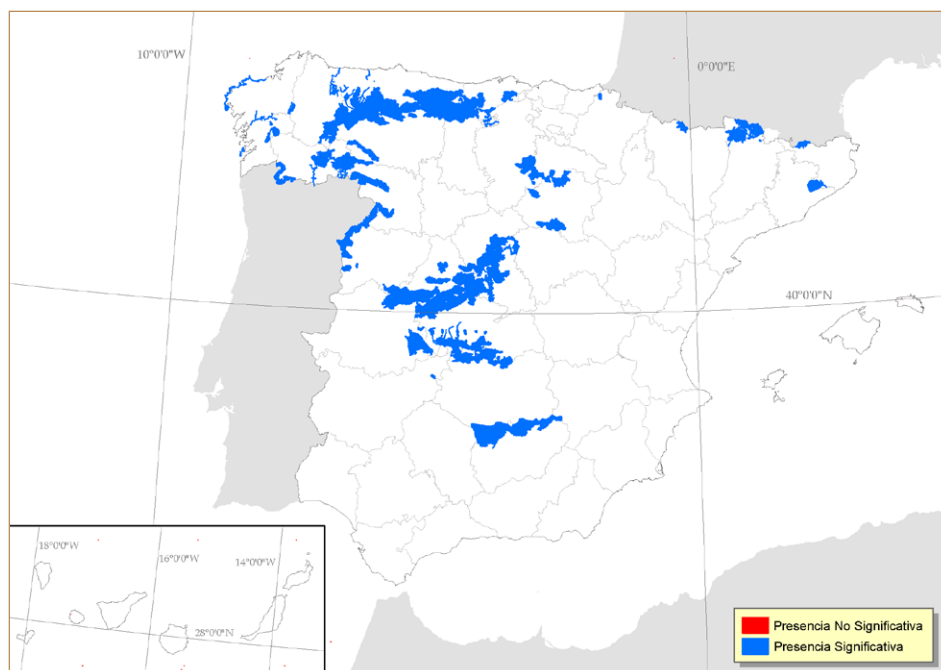 10°0'0"W
0°0'0"E
40°0'0"N
18°0'0"W
16°0'0"W
14°0'0"W
28°0'0"N
Presencia No Significativa
Presencia Significativa